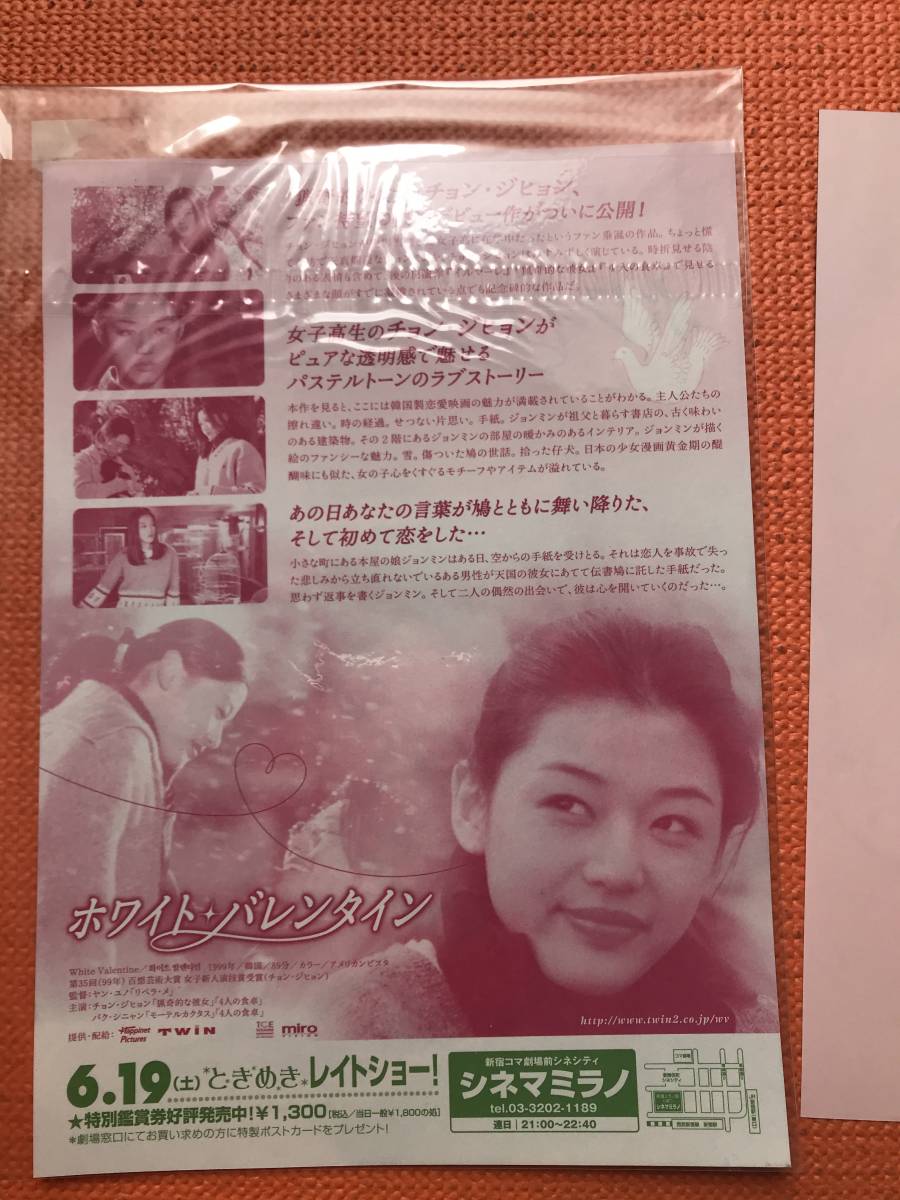 チョン・ジヒョン、
デビュー作がついに公開!
女子高生のチョン・ジヒョンが
ピュアな透明感で魅せる
パステルトーンのラブストーリー
本作を見ると、ここには韓国製恋愛映画の魅力が満載されていることがわかる。主人公たちの
擦れ違い。時の経過。せつない片思い。手紙。ジョンミンが祖父と暮らす書店の、古く味わい
のある建築物。その2階にあるジョンミンの部屋の暖かみのあるインテリア。ジョンミンが描く
絵のファンシーな魅力。雪。傷ついた鳩の世話。拾った仔犬。日本の少女漫画黄金期の醍
醐味にも似た、女の子心をくすぐるモチーフやアイテムが溢れている。
あの日あなたの言葉が鳩とともに舞い降りた、
そして初めて恋をした…
小さな町にある本屋の娘ジョンミンはある日、空からの手紙を受けとる。それは恋人を事故で失っ
た悲しみから立ち直れないでいるある男性が天国の彼女にあてて伝書鳩に託した手紙だった。
思わず返事を書くジョンミン。そして二人の偶然の出会いで、彼は心を開いていくのだった…。
ホワイト・バレンタイン
White Valentine/화이트 발렌타인 1999年/韓国/89分/カラー/アメリカンビスタ
第35回(99年) 百想芸術大賞 女子新人演技賞受賞(チョン・ジヒョン)
監督:ヤン・ユノ「リベラ・メ」
主演:チョン・ジヒョン「猟奇的な彼女」「4人の食卓」
パク・シニャン「モーテルカクタス」「4人の食卓」
提供・配給: Happinet Pictures TWIN TCE miro VISION
http://www.twin2.co.jp/wv
6.19(土)*ときめき*レイトショー!
★特別鑑賞券好評発売中!¥1,300[税込/当日一般¥1,800の処]
*劇場窓口にてお買い求めの方に特製ポストカードをプレゼント!
新宿コマ劇場前シネシティ
シネマミラノ
tel.03-3202-1189
連日 21:00~22:40